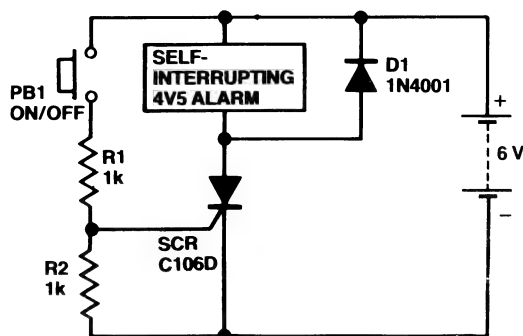 SELF-
INTERRUPTING
4V5 ALARM
D1
1N4001
PB1
ON/OFF
+
6 V
–
R1
1k
SCR
C106D
R2
1k